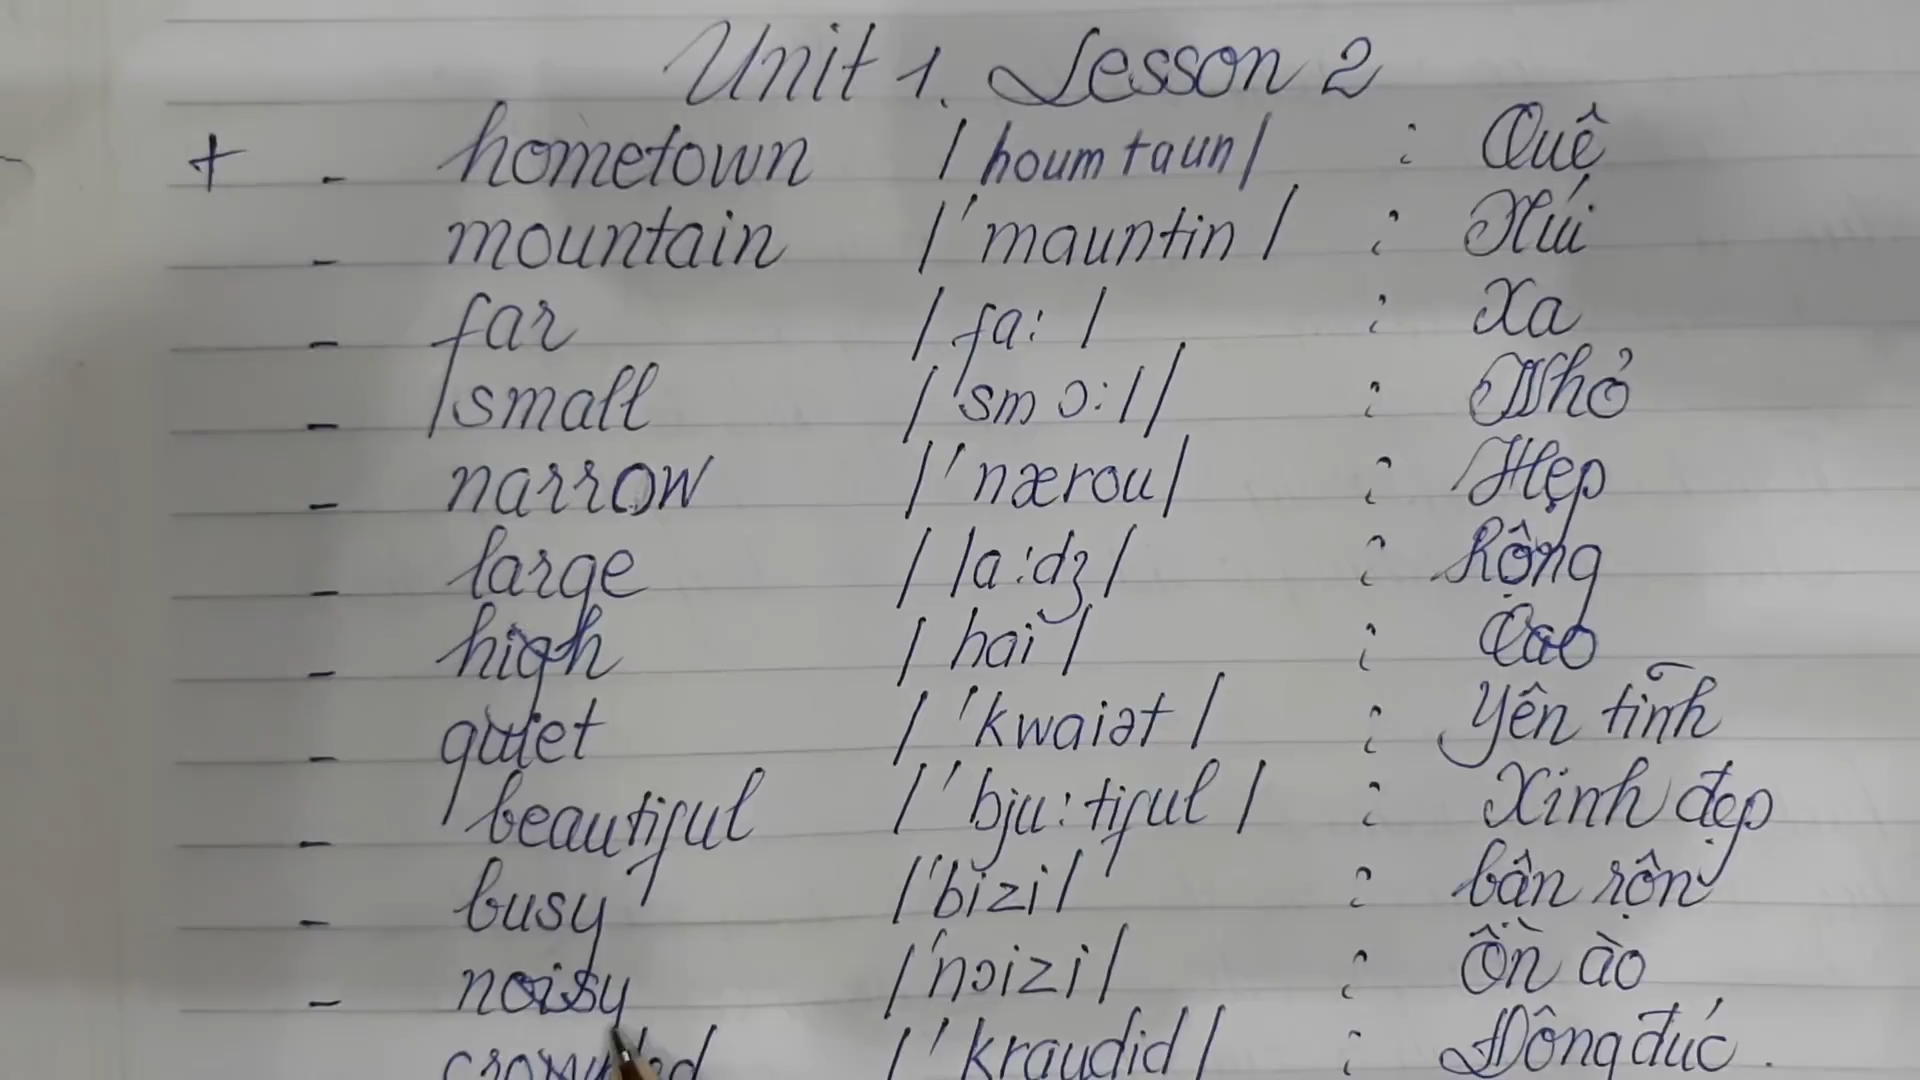 Unit 1. Lesson 2
+ - hometown / houm taun / : Quê
- mountain /'mauntin / : Núi
- far / fa: / : Xa
- small /'smɔ:l / : Nhỏ
- narrow /'nærou / : Hẹp
- large / la:dʒ / : Rộng
- high / hai / : Cao
- quiet /'kwaiət / : Yên tĩnh
- beautiful /'bju:tiful / : Xinh đẹp
- busy /'bizi / : bận rộn
- noisy /'nɔizi / : Ồn ào
crowded /'kraudid / : Đông đúc.